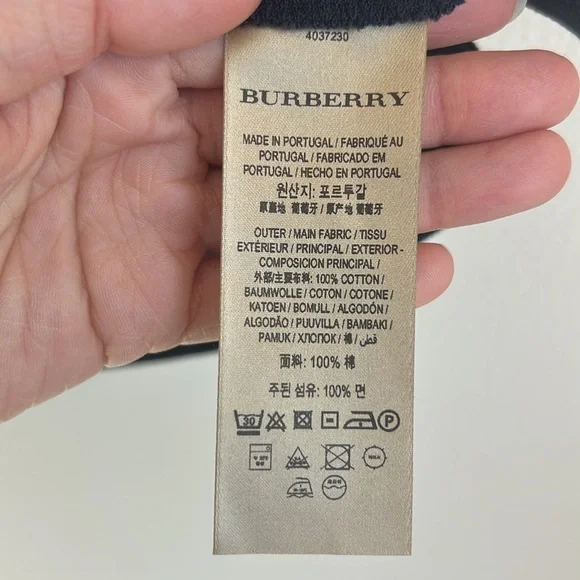 4037230
BURBERRY
MADE IN PORTUGAL / FABRIQUÉ AU
PORTUGAL / FABRICADO EM
PORTUGAL / HECHO EN PORTUGAL
원산지: 포르투갈
原產地 葡萄牙 / 原产地 葡萄牙
OUTER / MAIN FABRIC / TISSU
EXTÉRIEUR / PRINCIPAL / EXTERIOR -
COMPOSICIÓN PRINCIPAL /
外部/主要布料: 100% COTTON /
BAUMWOLLE / COTON / COTONE /
KATOEN / BOMULL / ALGODÓN /
ALGODÃO / PUUVILLA / BAMBAKI /
PAMUK / ХЛОПОК / 棉 / قطن
面料: 100% 棉
주된 섬유: 100% 면
30
P